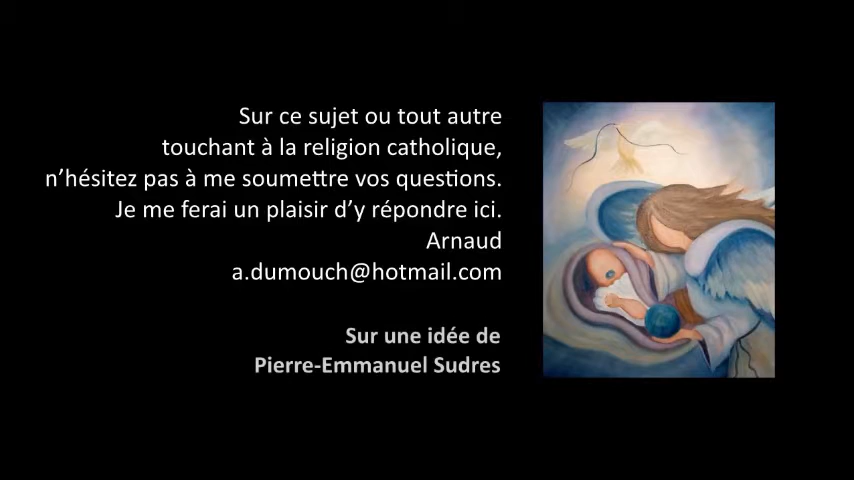 Sur ce sujet ou tout autre
touchant à la religion catholique,
n’hésitez pas à me soumettre vos questions.
Je me ferai un plaisir d’y répondre ici.
Arnaud
a.dumouch@hotmail.com
Sur une idée de
Pierre-Emmanuel Sudres